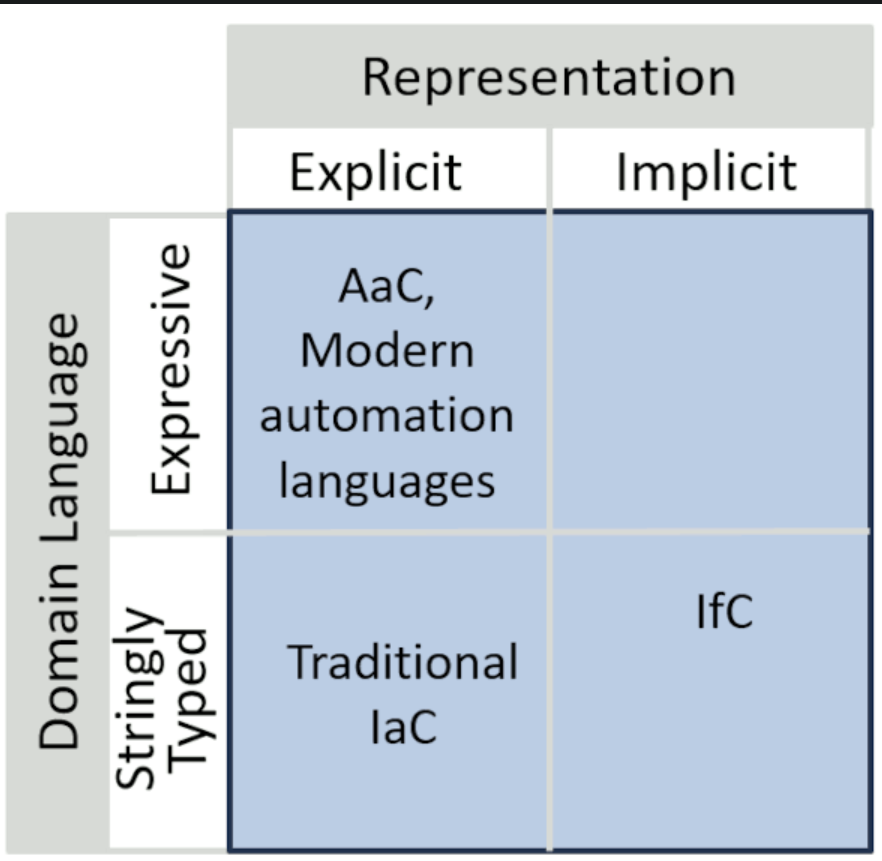 Representation
Explicit
Implicit
Domain Language
Expressive
AaC,
Modern
automation
languages
Stringly
Typed
Traditional
IaC
IfC